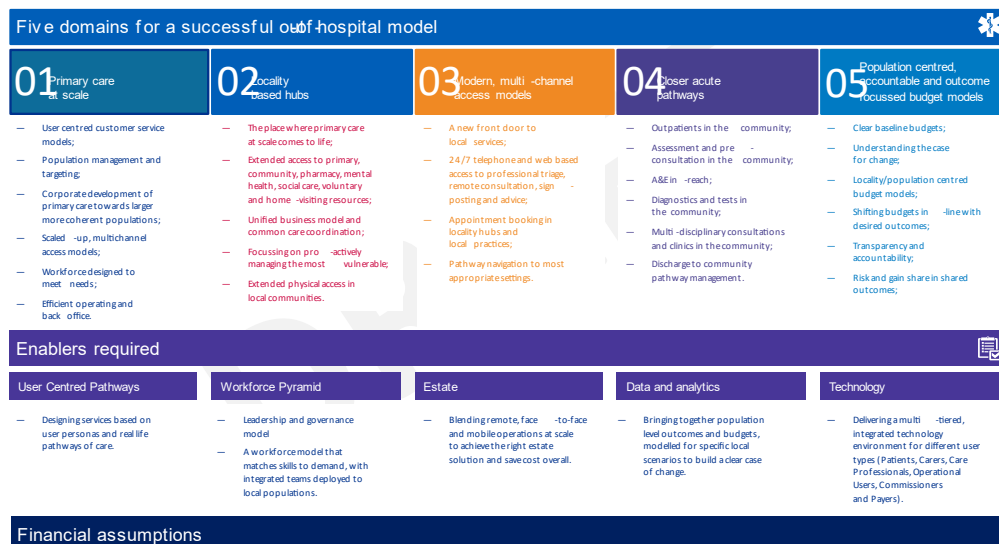 Five domains for a successful out-of-hospital model
01 Primary care
at scale
02 Locality
based hubs
03 Modern, multi-channel
access models
04 Closer acute
pathways
05 Population centred,
accountable and outcome
focussed budget models
— User centred customer service
models;
— Population management and
targeting;
— Corporate development of
primary care towards larger
more coherent populations;
— Scaled-up, multichannel
access models;
— Workforce designed to
meet needs;
— Efficient operating and
back office.
— The place where primary care
at scale comes to life;
— Extended access to primary,
community, pharmacy, mental
health, social care, voluntary
and home-visiting resources;
— Unified business model and
common care coordination;
— Focussing on pro-actively
managing the most vulnerable;
— Extended physical access in
local communities.
— A new front door to
local services;
— 24/7 telephone and web based
access to professional triage,
remote consultation, sign-
posting and advice;
— Appointment booking in
locality hubs and
local practices;
— Pathway navigation to most
appropriate settings.
— Outpatients in the community;
— Assessment and pre-
consultation in the community;
— A&E in-reach;
— Diagnostics and tests in
the community;
— Multi-disciplinary consultations
and clinics in the community;
— Discharge to community
pathway management.
— Clear baseline budgets;
— Understanding the case
for change;
— Locality/population centred
budget models;
— Shifting budgets in-line with
desired outcomes;
— Transparency and
accountability;
— Risk and gain share in shared
outcomes;
Enablers required
User Centred Pathways
Workforce Pyramid
Estate
Data and analytics
Technology
— Designing services based on
user personas and real life
pathways of care.
— Leadership and governance
model
— A workforce model that
matches skills to demand, with
integrated teams deployed to
local populations.
— Blending remote, face-to-face
and mobile operations at scale
to achieve the right estate
solution and save cost overall.
— Bringing together population
level outcomes and budgets,
modelled for specific local
scenarios to build a clear case
of change.
— Delivering a multi-tiered,
integrated technology
environment for different user
types (Patients, Carers, Care
Professionals, Operational
Users, Commissioners
and Payers).
Financial assumptions